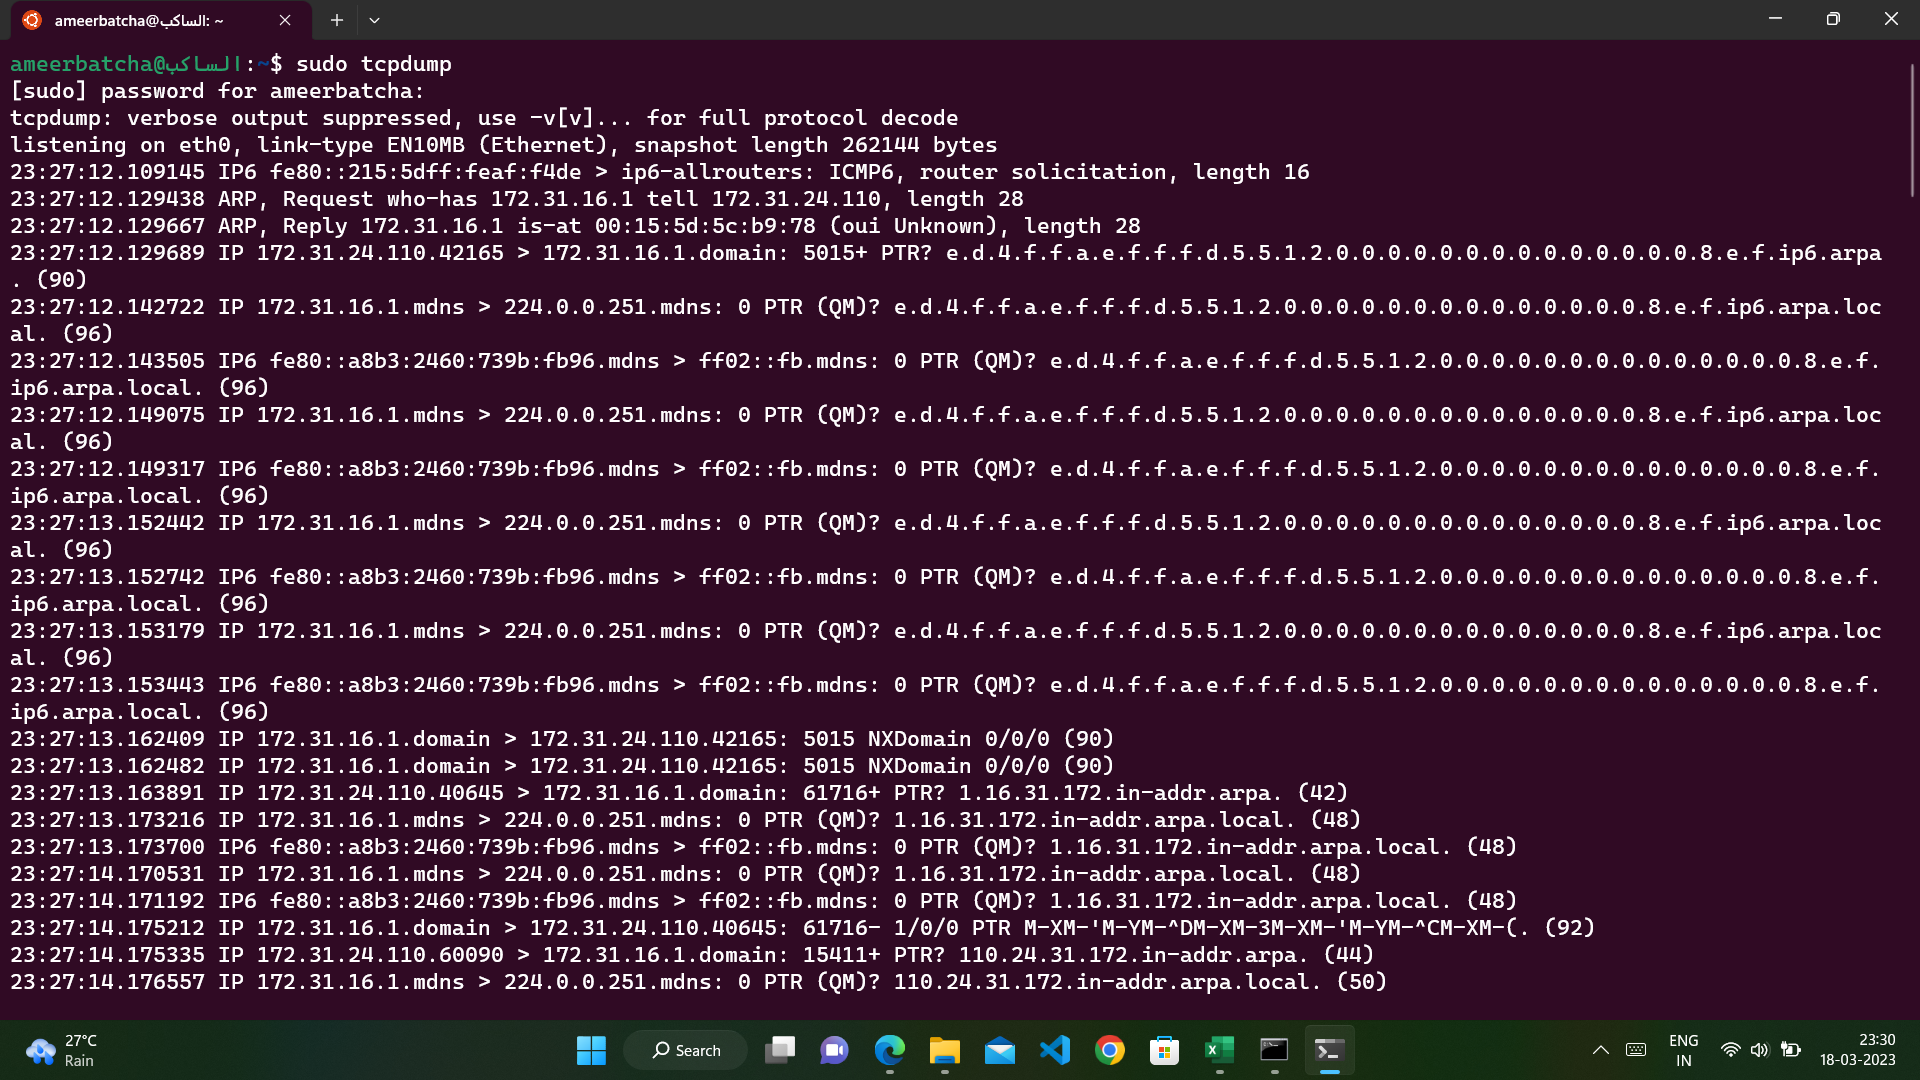 ameerbatcha@الساكب: ~
ameerbatcha@الساكب:~$ sudo tcpdump
[sudo] password for ameerbatcha:
tcpdump: verbose output suppressed, use -v[v]... for full protocol decode
listening on eth0, link-type EN10MB (Ethernet), snapshot length 262144 bytes
23:27:12.109145 IP6 fe80::215:5dff:feaf:f4de > ip6-allrouters: ICMP6, router solicitation, length 16
23:27:12.129438 ARP, Request who-has 172.31.16.1 tell 172.31.24.110, length 28
23:27:12.129667 ARP, Reply 172.31.16.1 is-at 00:15:5d:5c:b9:78 (oui Unknown), length 28
23:27:12.129689 IP 172.31.24.110.42165 > 172.31.16.1.domain: 5015+ PTR? e.d.4.f.f.a.e.f.f.f.d.5.5.1.2.0.0.0.0.0.0.0.0.0.0.0.0.0.0.8.e.f.ip6.arpa
. (90)
23:27:12.142722 IP 172.31.16.1.mdns > 224.0.0.251.mdns: 0 PTR (QM)? e.d.4.f.f.a.e.f.f.f.d.5.5.1.2.0.0.0.0.0.0.0.0.0.0.0.0.0.0.8.e.f.ip6.arpa.loc
al. (96)
23:27:12.143505 IP6 fe80::a8b3:2460:739b:fb96.mdns > ff02::fb.mdns: 0 PTR (QM)? e.d.4.f.f.a.e.f.f.f.d.5.5.1.2.0.0.0.0.0.0.0.0.0.0.0.0.0.0.8.e.f.
ip6.arpa.local. (96)
23:27:12.149075 IP 172.31.16.1.mdns > 224.0.0.251.mdns: 0 PTR (QM)? e.d.4.f.f.a.e.f.f.f.d.5.5.1.2.0.0.0.0.0.0.0.0.0.0.0.0.0.0.8.e.f.ip6.arpa.loc
al. (96)
23:27:12.149317 IP6 fe80::a8b3:2460:739b:fb96.mdns > ff02::fb.mdns: 0 PTR (QM)? e.d.4.f.f.a.e.f.f.f.d.5.5.1.2.0.0.0.0.0.0.0.0.0.0.0.0.0.0.8.e.f.
ip6.arpa.local. (96)
23:27:13.152442 IP 172.31.16.1.mdns > 224.0.0.251.mdns: 0 PTR (QM)? e.d.4.f.f.a.e.f.f.f.d.5.5.1.2.0.0.0.0.0.0.0.0.0.0.0.0.0.0.8.e.f.ip6.arpa.loc
al. (96)
23:27:13.152742 IP6 fe80::a8b3:2460:739b:fb96.mdns > ff02::fb.mdns: 0 PTR (QM)? e.d.4.f.f.a.e.f.f.f.d.5.5.1.2.0.0.0.0.0.0.0.0.0.0.0.0.0.0.8.e.f.
ip6.arpa.local. (96)
23:27:13.153179 IP 172.31.16.1.mdns > 224.0.0.251.mdns: 0 PTR (QM)? e.d.4.f.f.a.e.f.f.f.d.5.5.1.2.0.0.0.0.0.0.0.0.0.0.0.0.0.0.8.e.f.ip6.arpa.loc
al. (96)
23:27:13.153443 IP6 fe80::a8b3:2460:739b:fb96.mdns > ff02::fb.mdns: 0 PTR (QM)? e.d.4.f.f.a.e.f.f.f.d.5.5.1.2.0.0.0.0.0.0.0.0.0.0.0.0.0.0.8.e.f.
ip6.arpa.local. (96)
23:27:13.162409 IP 172.31.16.1.domain > 172.31.24.110.42165: 5015 NXDomain 0/0/0 (90)
23:27:13.162482 IP 172.31.16.1.domain > 172.31.24.110.42165: 5015 NXDomain 0/0/0 (90)
23:27:13.163891 IP 172.31.24.110.40645 > 172.31.16.1.domain: 61716+ PTR? 1.16.31.172.in-addr.arpa. (42)
23:27:13.173216 IP 172.31.16.1.mdns > 224.0.0.251.mdns: 0 PTR (QM)? 1.16.31.172.in-addr.arpa.local. (48)
23:27:13.173700 IP6 fe80::a8b3:2460:739b:fb96.mdns > ff02::fb.mdns: 0 PTR (QM)? 1.16.31.172.in-addr.arpa.local. (48)
23:27:14.170531 IP 172.31.16.1.mdns > 224.0.0.251.mdns: 0 PTR (QM)? 1.16.31.172.in-addr.arpa.local. (48)
23:27:14.171192 IP6 fe80::a8b3:2460:739b:fb96.mdns > ff02::fb.mdns: 0 PTR (QM)? 1.16.31.172.in-addr.arpa.local. (48)
23:27:14.175212 IP 172.31.16.1.domain > 172.31.24.110.40645: 61716- 1/0/0 PTR M-XM-'M-YM-^DM-XM-3M-XM-'M-YM-^CM-XM-(. (92)
23:27:14.175335 IP 172.31.24.110.60090 > 172.31.16.1.domain: 15411+ PTR? 110.24.31.172.in-addr.arpa. (44)
23:27:14.176557 IP 172.31.16.1.mdns > 224.0.0.251.mdns: 0 PTR (QM)? 110.24.31.172.in-addr.arpa.local. (50)
27°C
Rain
Search
ENG
IN
23:30
18-03-2023